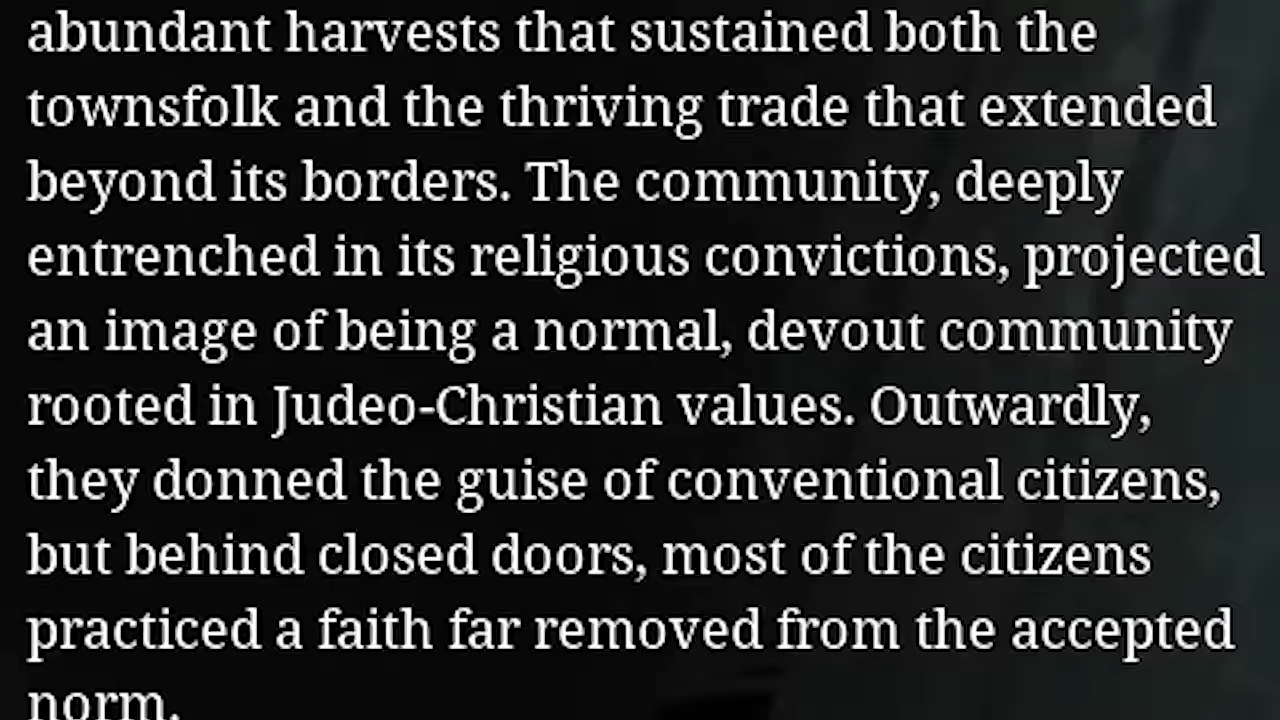 abundant harvests that sustained both the
townsfolk and the thriving trade that extended
beyond its borders. The community, deeply
entrenched in its religious convictions, projected
an image of being a normal, devout community
rooted in Judeo-Christian values. Outwardly,
they donned the guise of conventional citizens,
but behind closed doors, most of the citizens
practiced a faith far removed from the accepted
norm.